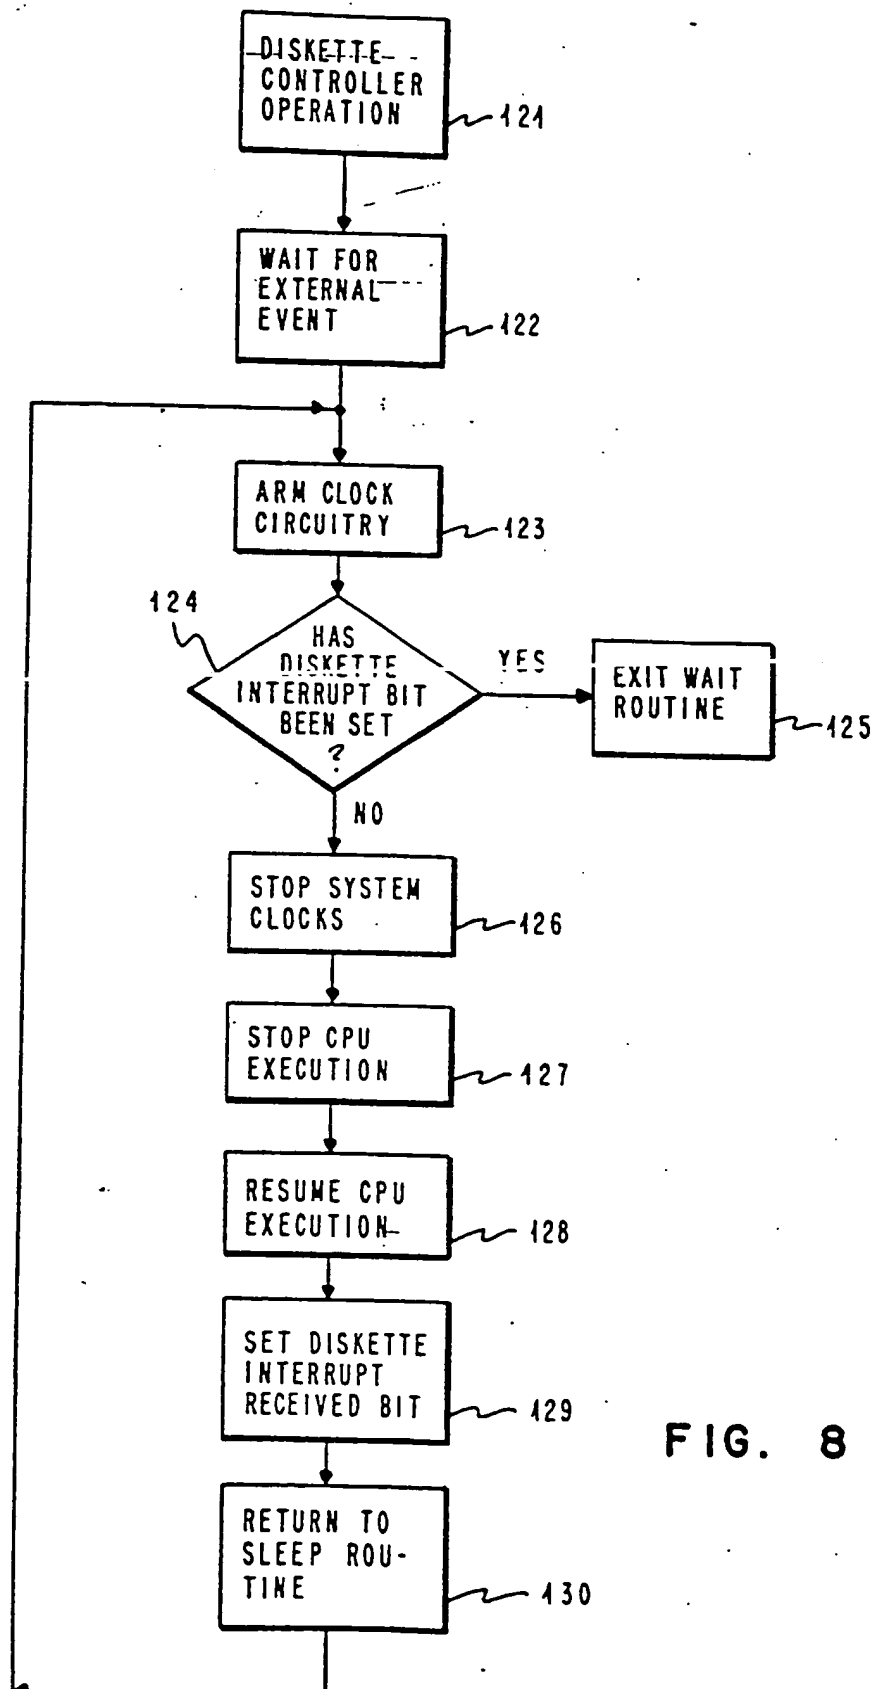 DISKETTE
CONTROLLER
OPERATION
121
WAIT FOR
EXTERNAL
EVENT
122
ARM CLOCK
CIRCUITRY
123
124
HAS
DISKETTE
INTERRUPT BIT
BEEN SET
?
YES
EXIT WAIT
ROUTINE
125
NO
STOP SYSTEM
CLOCKS
126
STOP CPU
EXECUTION
127
RESUME CPU
EXECUTION
128
SET DISKETTE
INTERRUPT
RECEIVED BIT
129
FIG. 8
RETURN TO
SLEEP ROU-
TINE
130